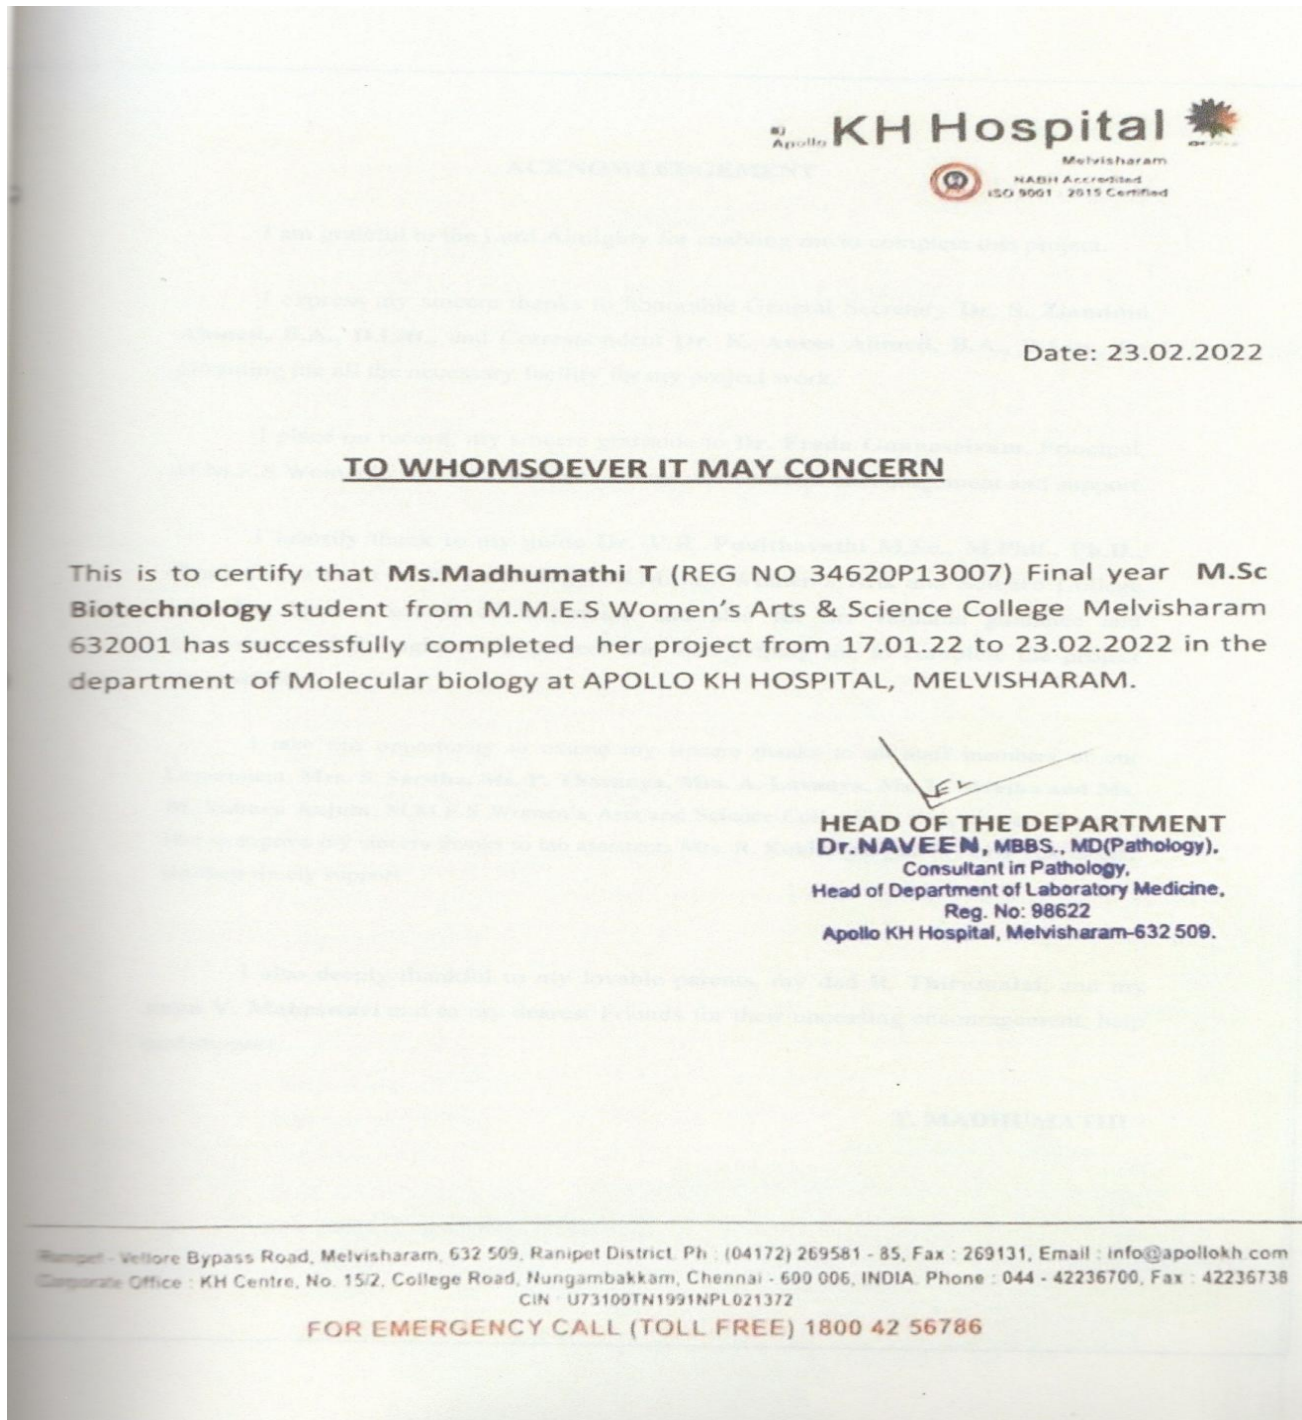 Apollo KH Hospital
Melvisharam
NABH Accredited
ISO 9001 : 2015 Certified
Date: 23.02.2022
TO WHOMSOEVER IT MAY CONCERN
This is to certify that Ms.Madhumathi T (REG NO 34620P13007) Final year M.Sc
Biotechnology student from M.M.E.S Women's Arts & Science College Melvisharam
632001 has successfully completed her project from 17.01.22 to 23.02.2022 in the
department of Molecular biology at APOLLO KH HOSPITAL, MELVISHARAM.
HEAD OF THE DEPARTMENT
Dr.NAVEEN, MBBS., MD(Pathology),
Consultant in Pathology,
Head of Department of Laboratory Medicine,
Reg. No: 98622
Apollo KH Hospital, Melvisharam-632 509.
Ranipet - Vellore Bypass Road, Melvisharam, 632 509, Ranipet District. Ph : (04172) 269581 - 85, Fax : 269131, Email : info@apollokh.com
Corporate Office : KH Centre, No. 15/2, College Road, Nungambakkam, Chennai - 600 006, INDIA. Phone : 044 - 42236700, Fax : 42236738
CIN : U73100TN1991NPL021372
FOR EMERGENCY CALL (TOLL FREE) 1800 42 56786